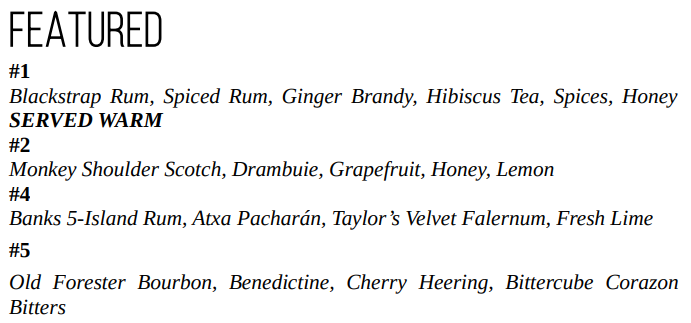 FEATURED
#1
Blackstrap Rum, Spiced Rum, Ginger Brandy, Hibiscus Tea, Spices, Honey
SERVED WARM
#2
Monkey Shoulder Scotch, Drambuie, Grapefruit, Honey, Lemon
#4
Banks 5-Island Rum, Atxa Pacharán, Taylor’s Velvet Falernum, Fresh Lime
#5
Old Forester Bourbon, Benedictine, Cherry Heering, Bittercube Corazon
Bitters